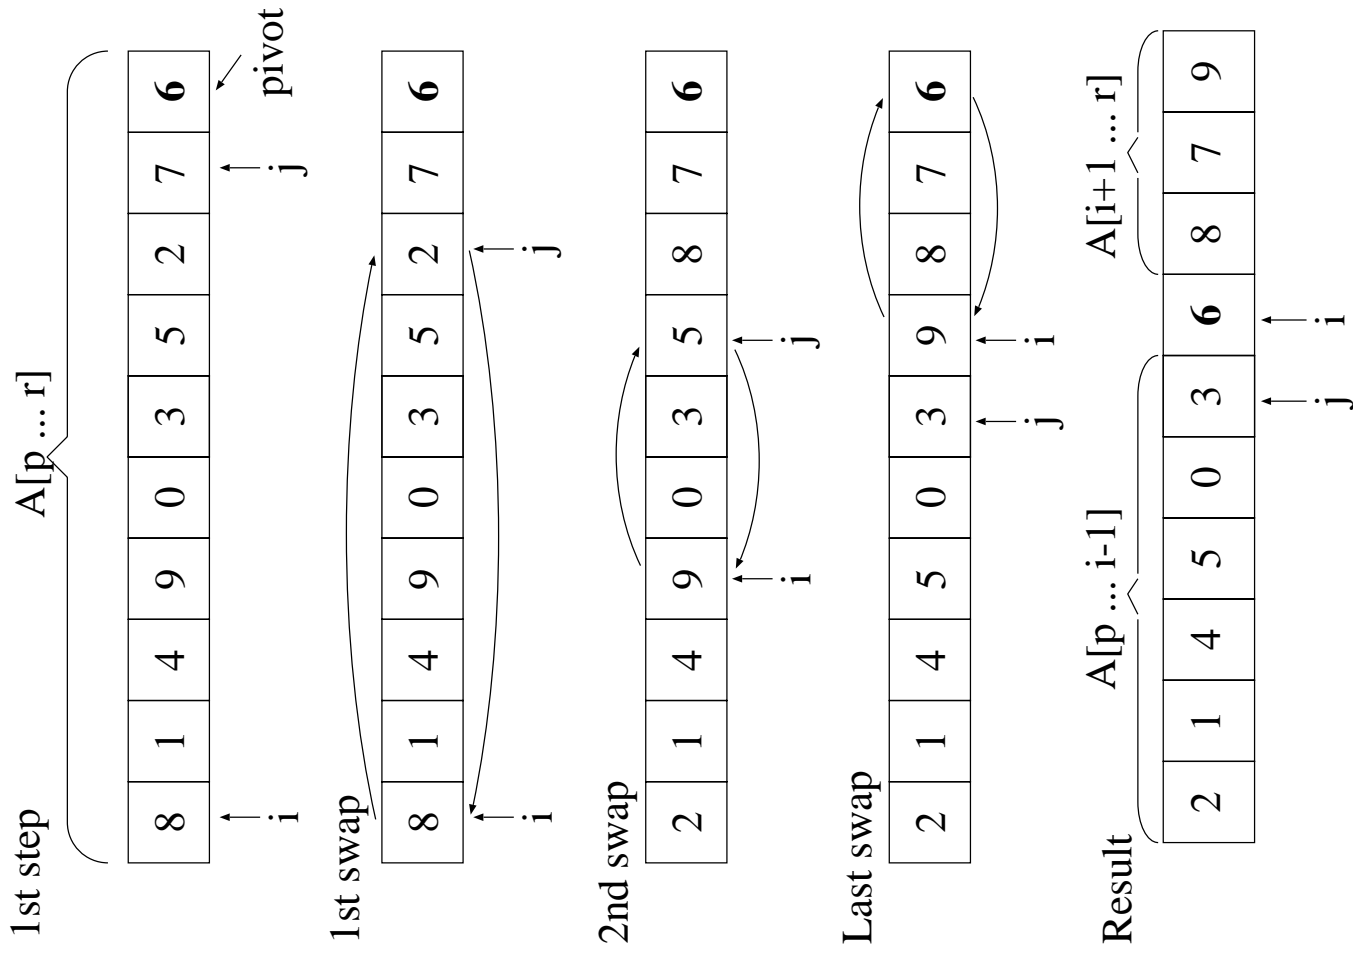 1st step
A[p .... r]
8 1 4 9 0 3 5 2 7 6
i j pivot
1st swap
8 1 4 9 0 3 5 2 7 6
i j
2nd swap
2 1 4 9 0 3 5 8 7 6
i j
Last swap
2 1 4 5 0 3 9 8 7 6
j i
Result
A[p ... i-1] A[i+1 .... r]
2 1 4 5 0 3 6 8 7 9
j i